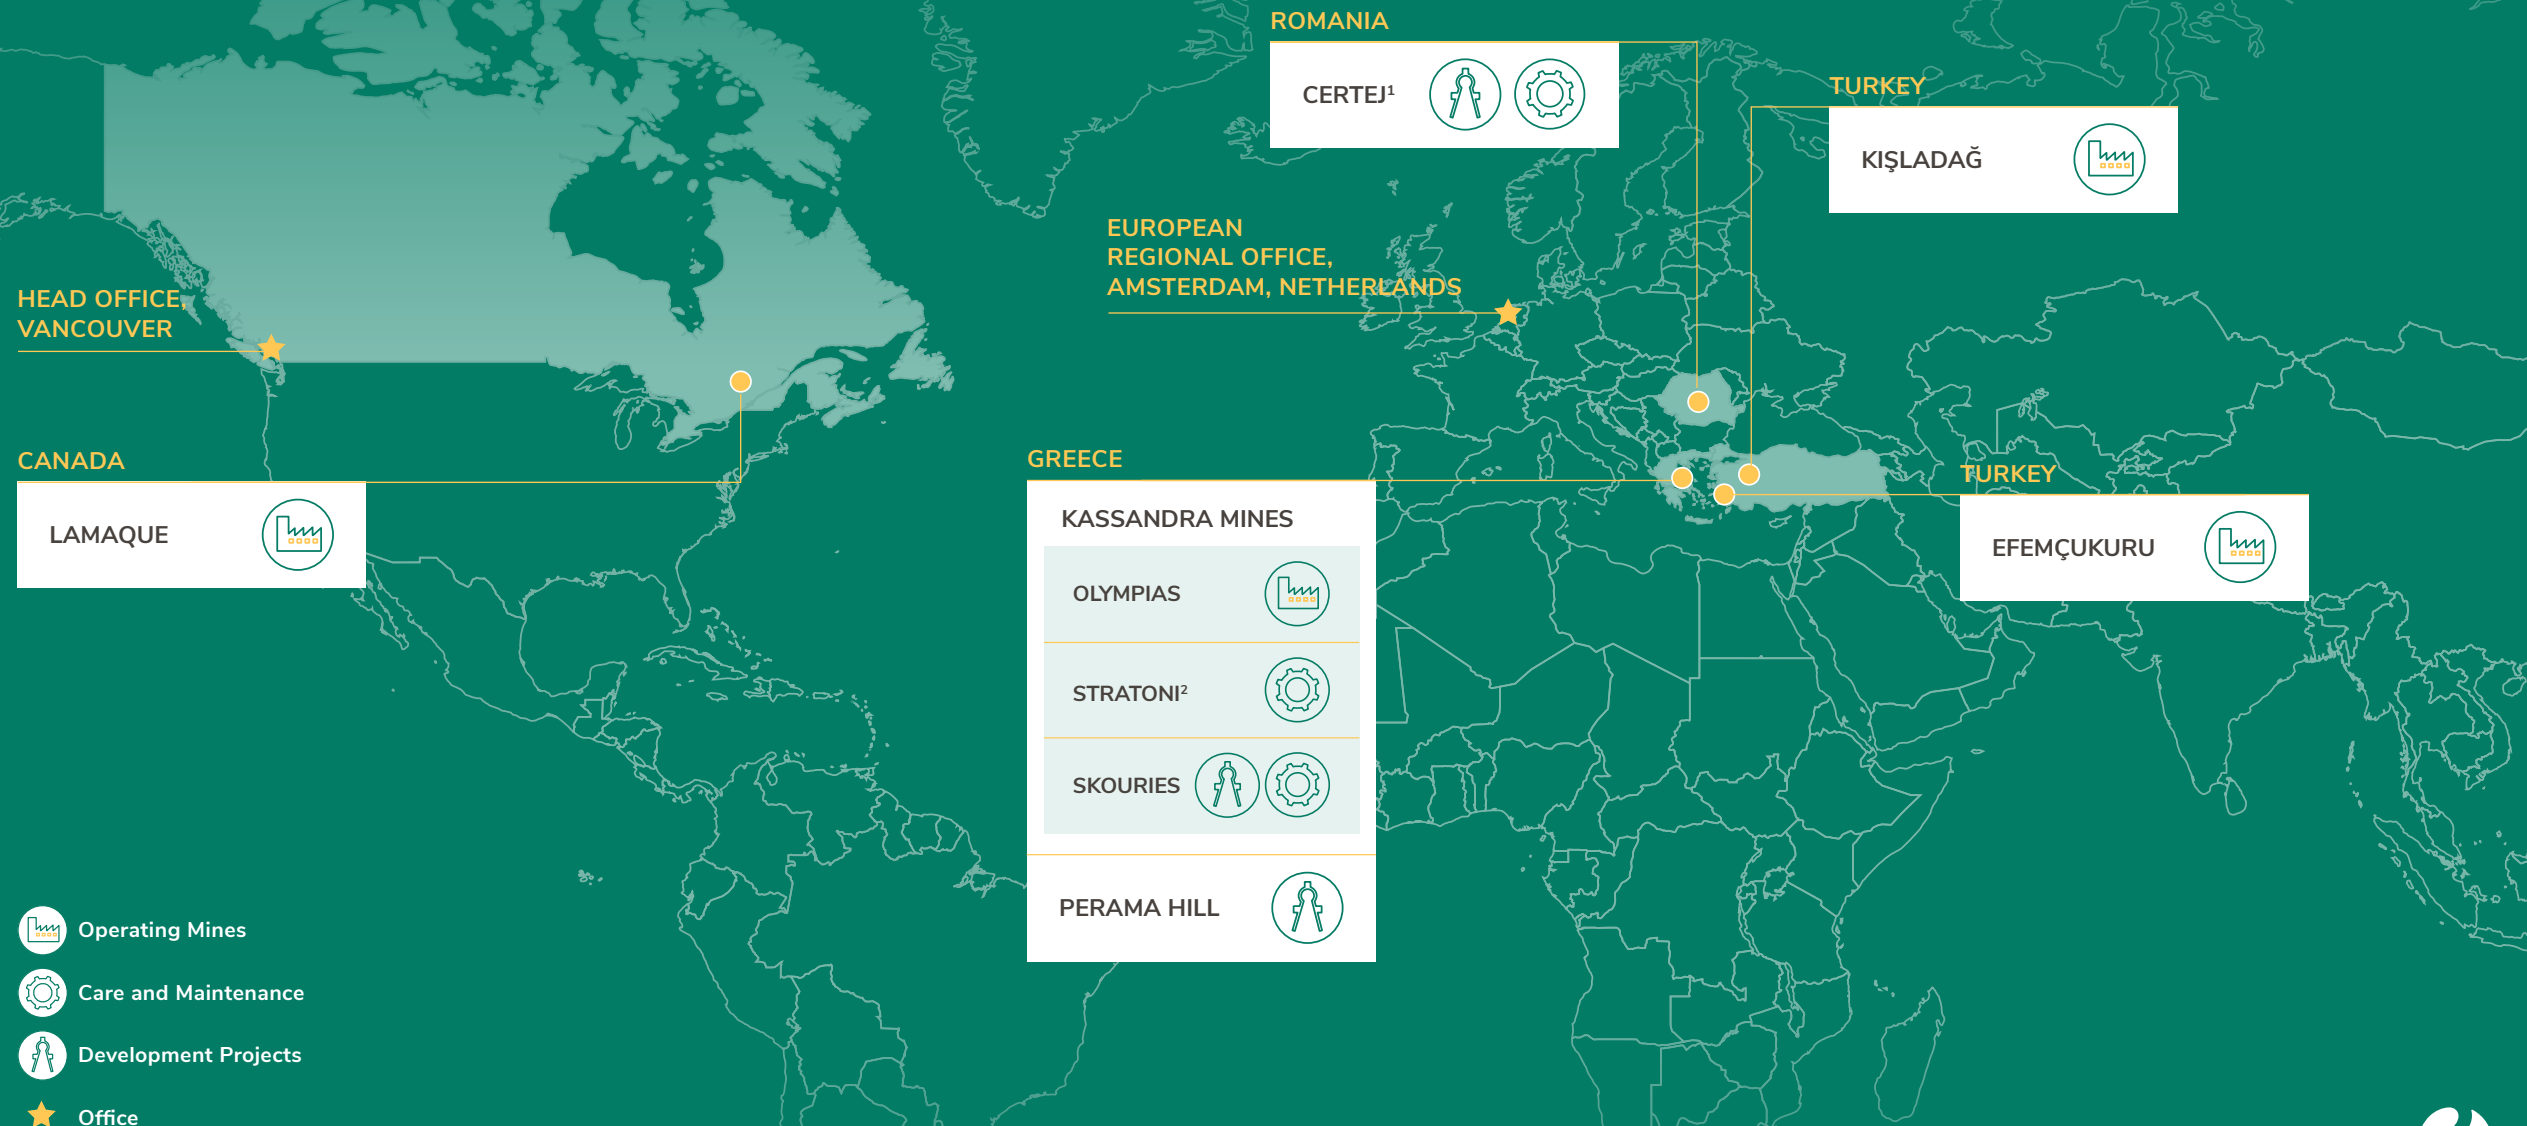 ROMANIA
CERTEJ¹
TURKEY
KIŞLADAĞ
EUROPEAN
REGIONAL OFFICE,
AMSTERDAM, NETHERLANDS
HEAD OFFICE,
VANCOUVER
CANADA
LAMAQUE
GREECE
KASSANDRA MINES
OLYMPIAS
STRATONI²
SKOURIES
PERAMA HILL
TURKEY
EFEMÇUKURU
Operating Mines
Care and Maintenance
Development Projects
Office